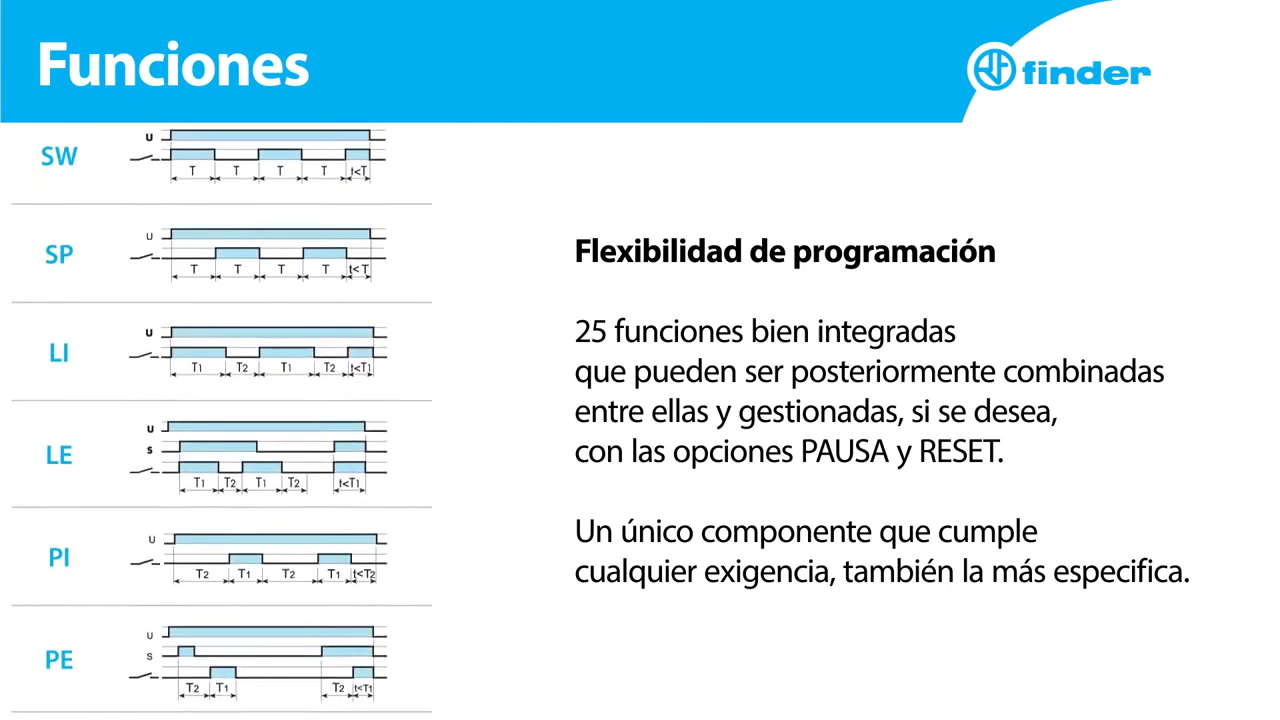 Funciones
finder
SW
U
T T T T t<T
SP
U
T T T T t<T
LI
U
T1 T2 T1 T2 t<T1
LE
U
S
T1 T2 T1 T2 t<T1
PI
U
T2 T1 T2 T1 t<T2
PE
U
S
T2 T1 T2 t<T1
Flexibilidad de programación
25 funciones bien integradas
que pueden ser posteriormente combinadas
entre ellas y gestionadas, si se desea,
con las opciones PAUSA y RESET.
Un único componente que cumple
cualquier exigencia, también la más especifica.